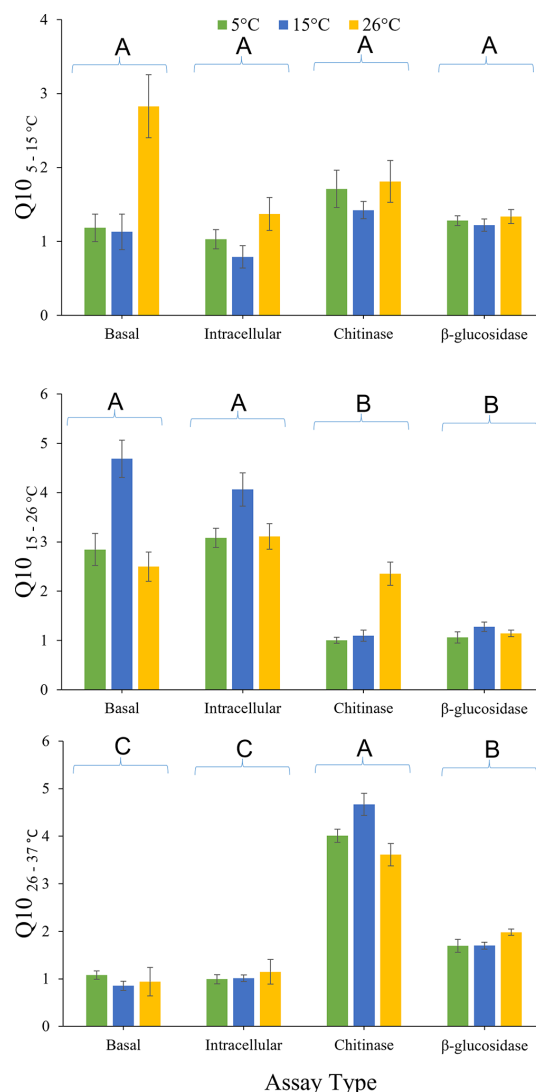 5°C 15°C 26°C
A A A A
4
3
2
1
0
Q10 5 - 15 °C
Basal Intracellular Chitinase β-glucosidase
A A B B
6
5
4
3
2
1
0
Q10 15 - 26 °C
Basal Intracellular Chitinase β-glucosidase
C C A B
6
5
4
3
2
1
0
Q10 26 - 37 °C
Basal Intracellular Chitinase β-glucosidase
Assay Type